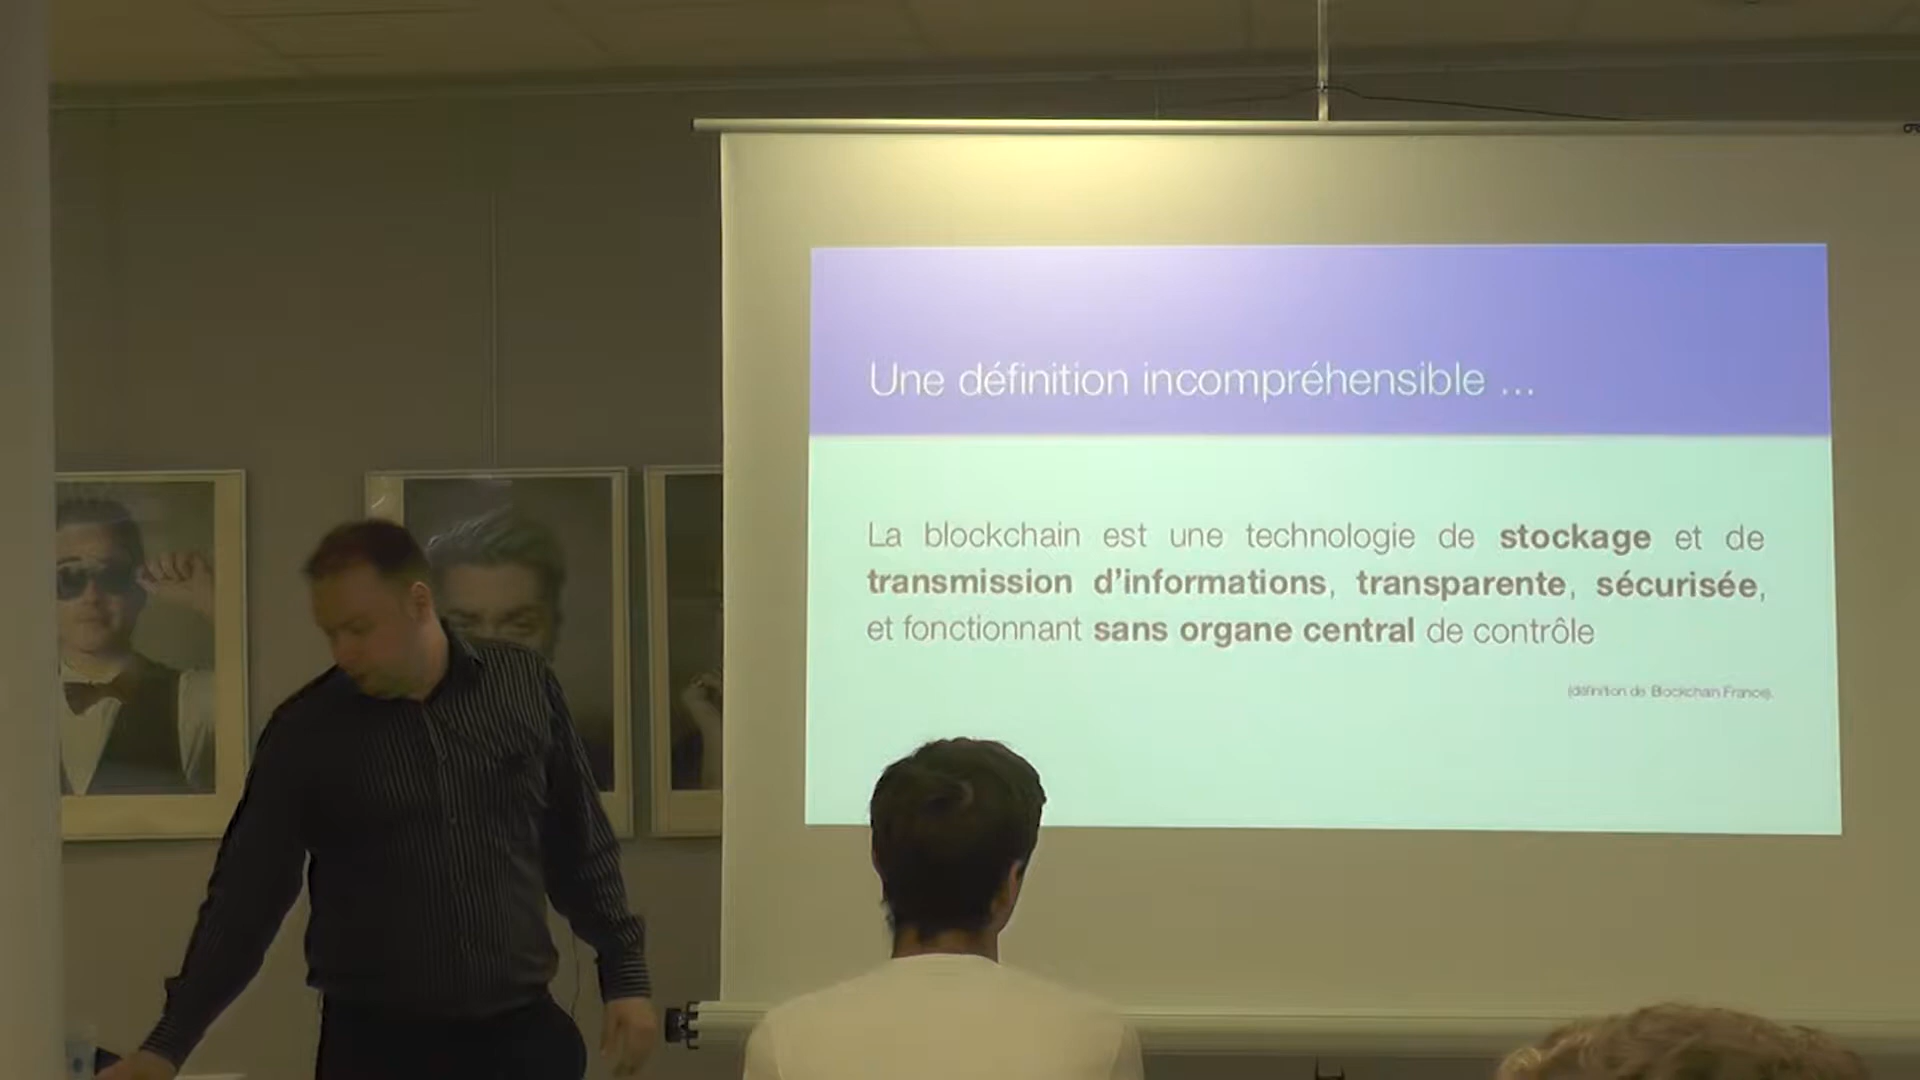 Une définition incompréhensible ...
La blockchain est une technologie de stockage et de
transmission d'informations, transparente, sécurisée,
et fonctionnant sans organe central de contrôle
(définition de Blockchain France).